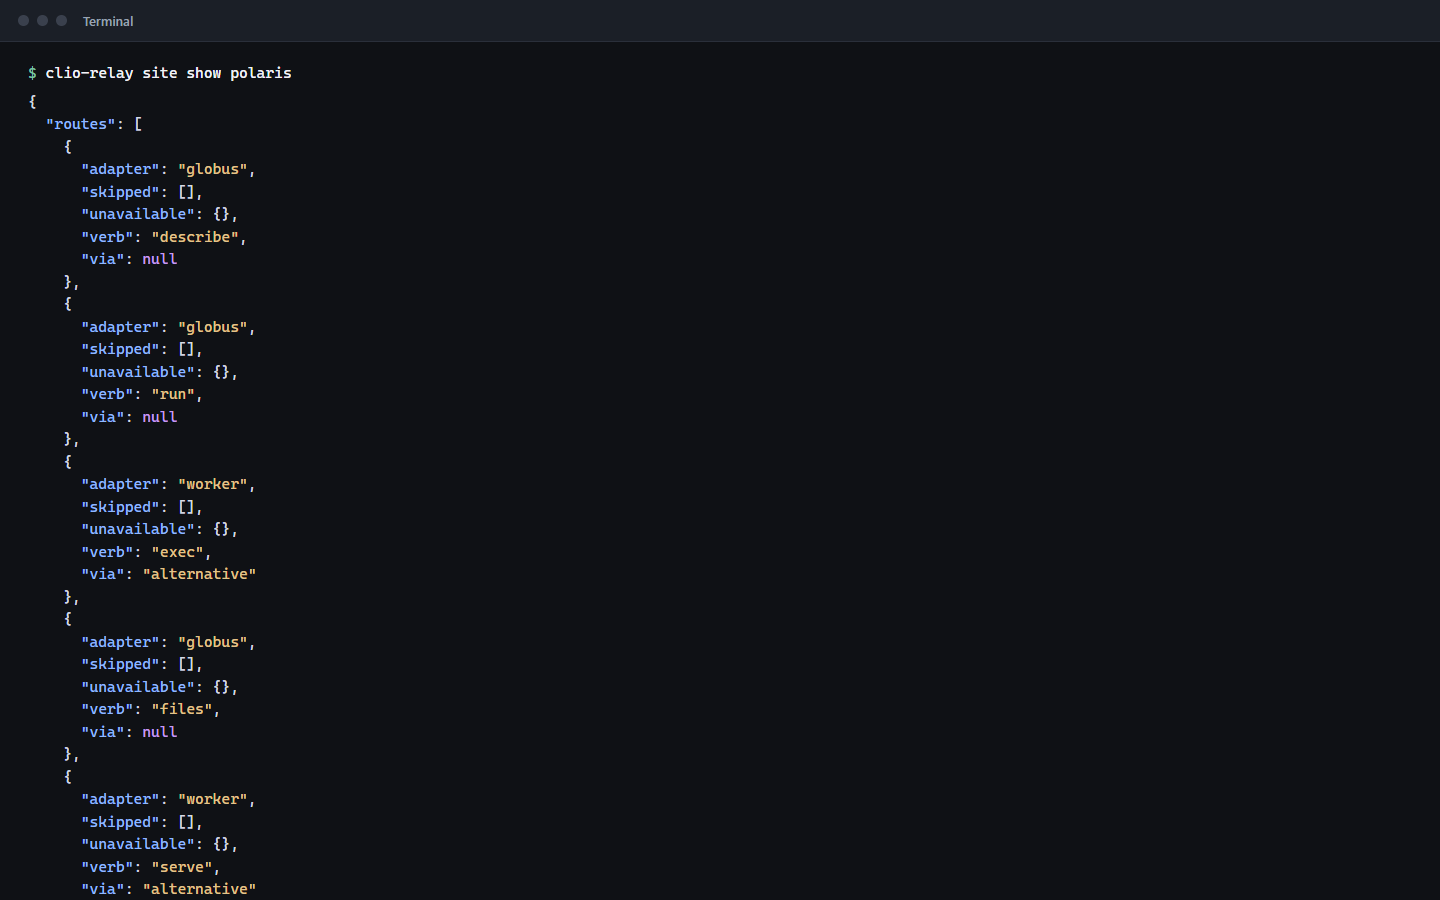 Terminal
$ clio-relay site show polaris
{
  "routes": [
    {
      "adapter": "globus",
      "skipped": [],
      "unavailable": {},
      "verb": "describe",
      "via": null
    },
    {
      "adapter": "globus",
      "skipped": [],
      "unavailable": {},
      "verb": "run",
      "via": null
    },
    {
      "adapter": "worker",
      "skipped": [],
      "unavailable": {},
      "verb": "exec",
      "via": "alternative"
    },
    {
      "adapter": "globus",
      "skipped": [],
      "unavailable": {},
      "verb": "files",
      "via": null
    },
    {
      "adapter": "worker",
      "skipped": [],
      "unavailable": {},
      "verb": "serve",
      "via": "alternative"